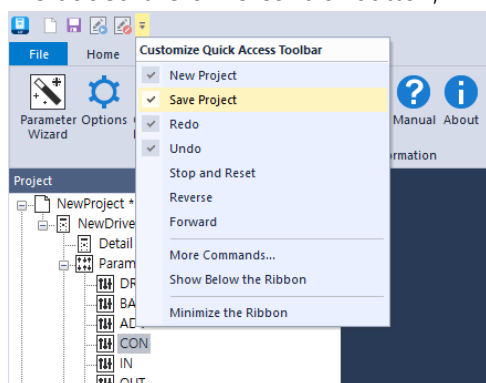 File
Home
Customize Quick Access Toolbar
New Project
Save Project
Redo
Undo
Stop and Reset
Reverse
Forward
More Commands...
Show Below the Ribbon
Minimize the Ribbon
Parameter
Wizard
Options
Manual
About
Project
NewProject *
NewDrive
Detail
Param
DR
BA
CON
IN
OUT